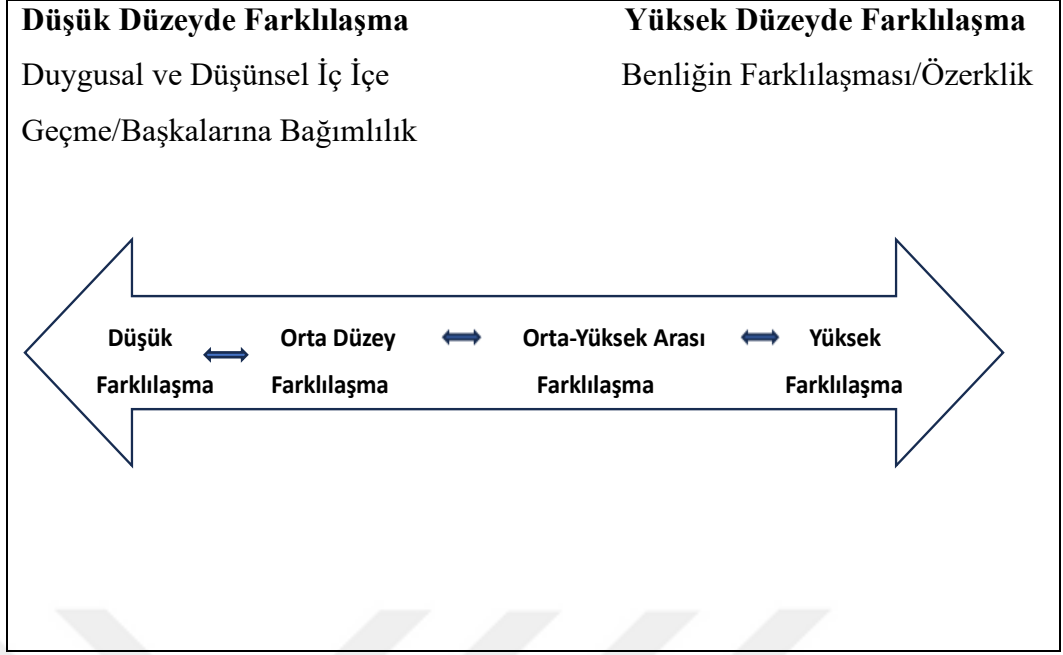 Düşük Düzeyde Farklılaşma Yüksek Düzeyde Farklılaşma
Duygusal ve Düşünsel İç İçe Benliğin Farklılaşması/Özerklik
Geçme/Başkalarına Bağımlılık
Düşük Orta Düzey Orta-Yüksek Arası Yüksek
Farklılaşma Farklılaşma Farklılaşma Farklılaşma